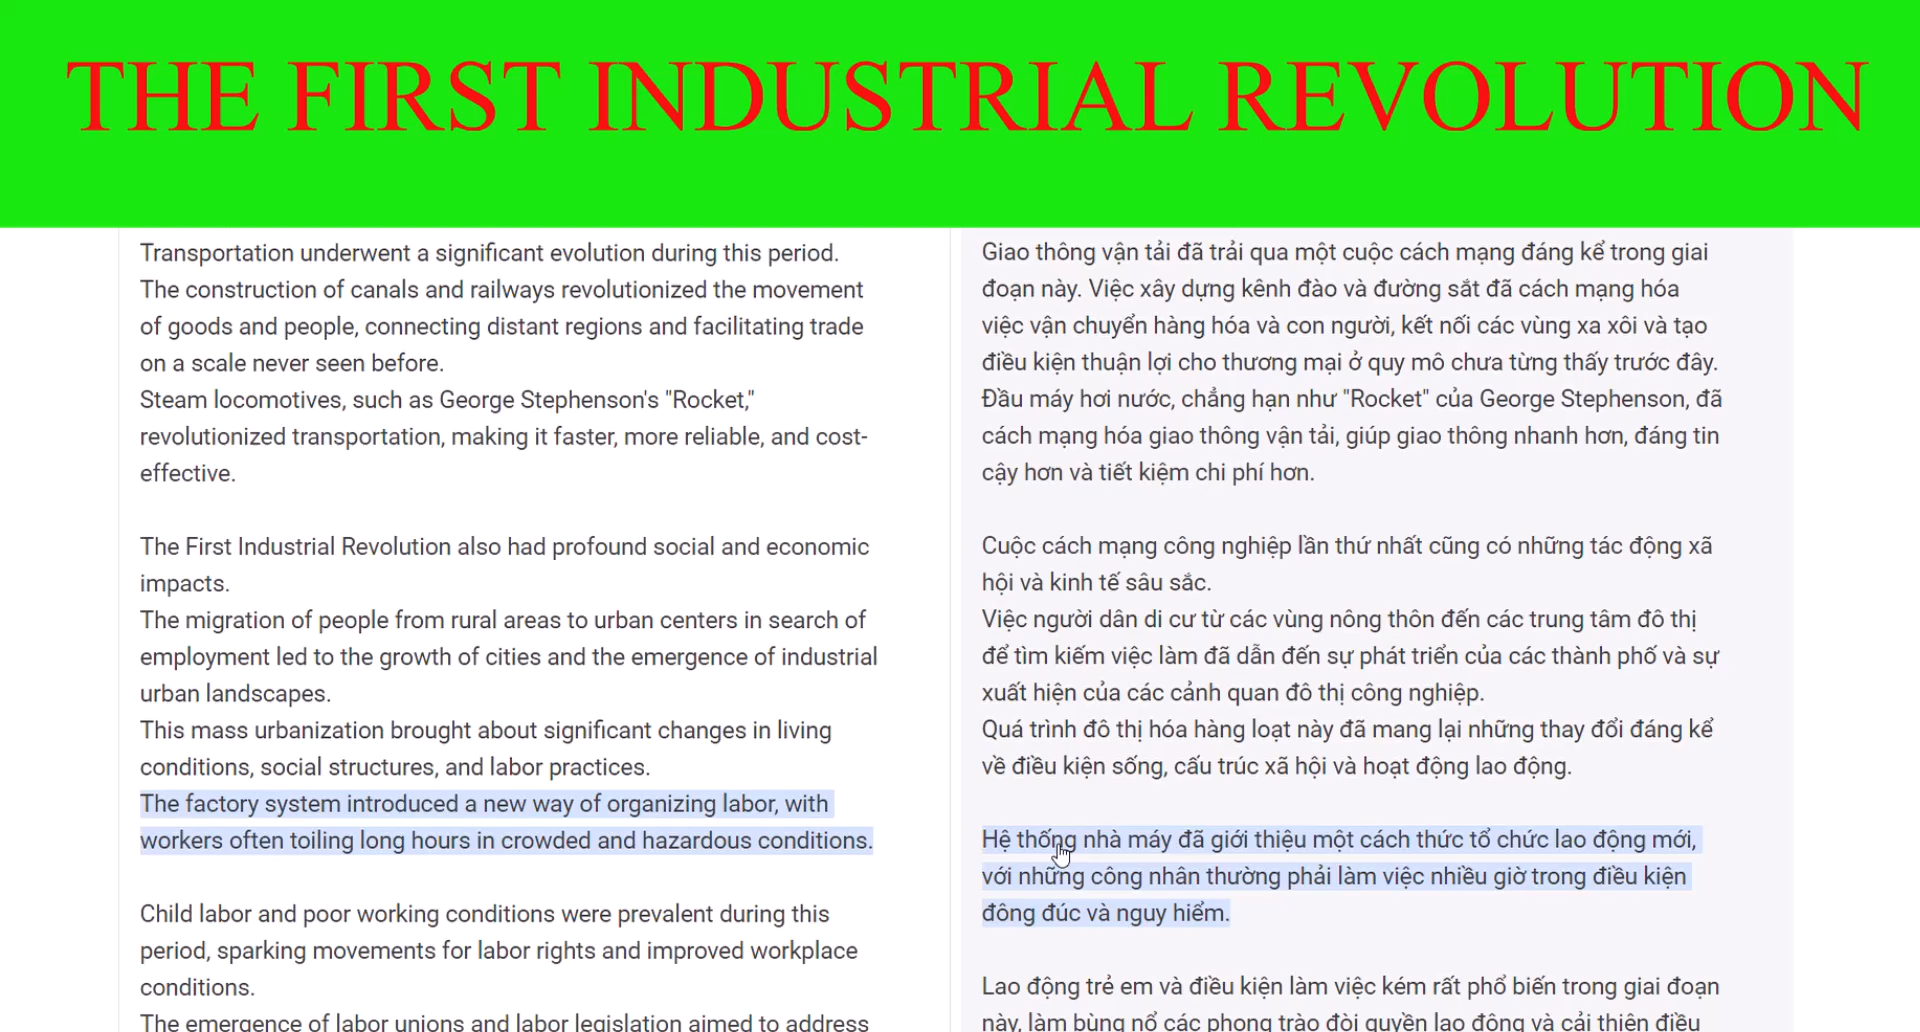 THE FIRST INDUSTRIAL REVOLUTION
Transportation underwent a significant evolution during this period.
The construction of canals and railways revolutionized the movement
of goods and people, connecting distant regions and facilitating trade
on a scale never seen before.
Steam locomotives, such as George Stephenson's "Rocket,"
revolutionized transportation, making it faster, more reliable, and cost-
effective.
The First Industrial Revolution also had profound social and economic
impacts.
The migration of people from rural areas to urban centers in search of
employment led to the growth of cities and the emergence of industrial
urban landscapes.
This mass urbanization brought about significant changes in living
conditions, social structures, and labor practices.
The factory system introduced a new way of organizing labor, with
workers often toiling long hours in crowded and hazardous conditions.
Child labor and poor working conditions were prevalent during this
period, sparking movements for labor rights and improved workplace
conditions.
The emergence of labor unions and labor legislation aimed to address
Giao thông vận tải đã trải qua một cuộc cách mạng đáng kể trong giai
đoạn này. Việc xây dựng kênh đào và đường sắt đã cách mạng hóa
việc vận chuyển hàng hóa và con người, kết nối các vùng xa xôi và tạo
điều kiện thuận lợi cho thương mại ở quy mô chưa từng thấy trước đây.
Đầu máy hơi nước, chẳng hạn như "Rocket" của George Stephenson, đã
cách mạng hóa giao thông vận tải, giúp giao thông nhanh hơn, đáng tin
cậy hơn và tiết kiệm chi phí hơn.
Cuộc cách mạng công nghiệp lần thứ nhất cũng có những tác động xã
hội và kinh tế sâu sắc.
Việc người dân di cư từ các vùng nông thôn đến các trung tâm đô thị
để tìm kiếm việc làm đã dẫn đến sự phát triển của các thành phố và sự
xuất hiện của các cảnh quan đô thị công nghiệp.
Quá trình đô thị hóa hàng loạt này đã mang lại những thay đổi đáng kể
về điều kiện sống, cấu trúc xã hội và hoạt động lao động.
Hệ thống nhà máy đã giới thiệu một cách thức tổ chức lao động mới,
với những công nhân thường phải làm việc nhiều giờ trong điều kiện
đông đúc và nguy hiểm.
Lao động trẻ em và điều kiện làm việc kém rất phổ biến trong giai đoạn
này, làm bùng nổ các phong trào đòi quyền lao động và cải thiện điều